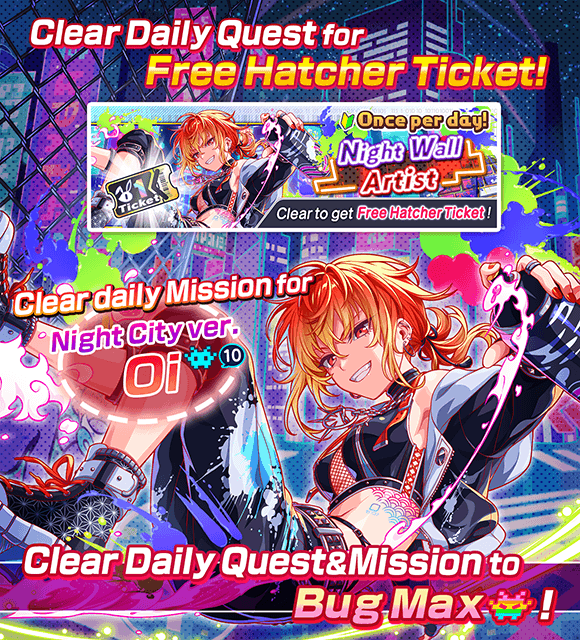 Clear Daily Quest for
Free Hatcher Ticket!
Once per day!
Night Wall
Artist
Ticket
Clear to get Free Hatcher Ticket!
Clear daily Mission for
Night City ver.
Oi 10
Clear Daily Quest&Mission to
Bug Max !